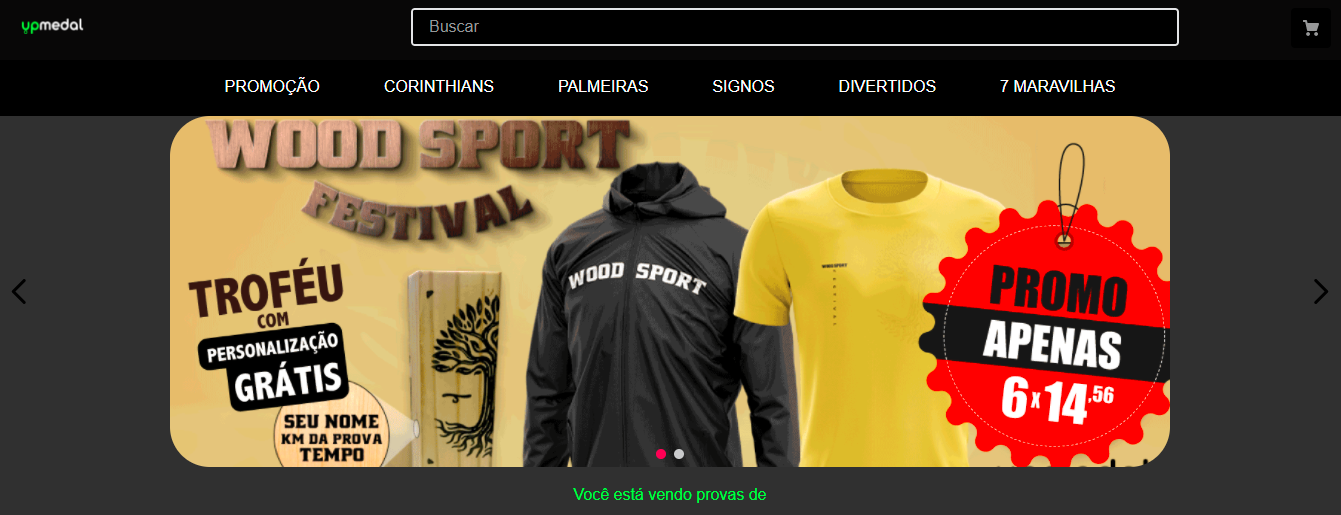 upmedal
Buscar
PROMOÇÃO CORINTHIANS PALMEIRAS SIGNOS DIVERTIDOS 7 MARAVILHAS
WOOD SPORT
FESTIVAL
TROFÉU
COM
PERSONALIZAÇÃO
GRÁTIS
SEU NOME
KM DA PROVA
TEMPO
WOOD SPORT
WOOD SPORT
PROMO
APENAS
6 x 14,56
Você está vendo provas de